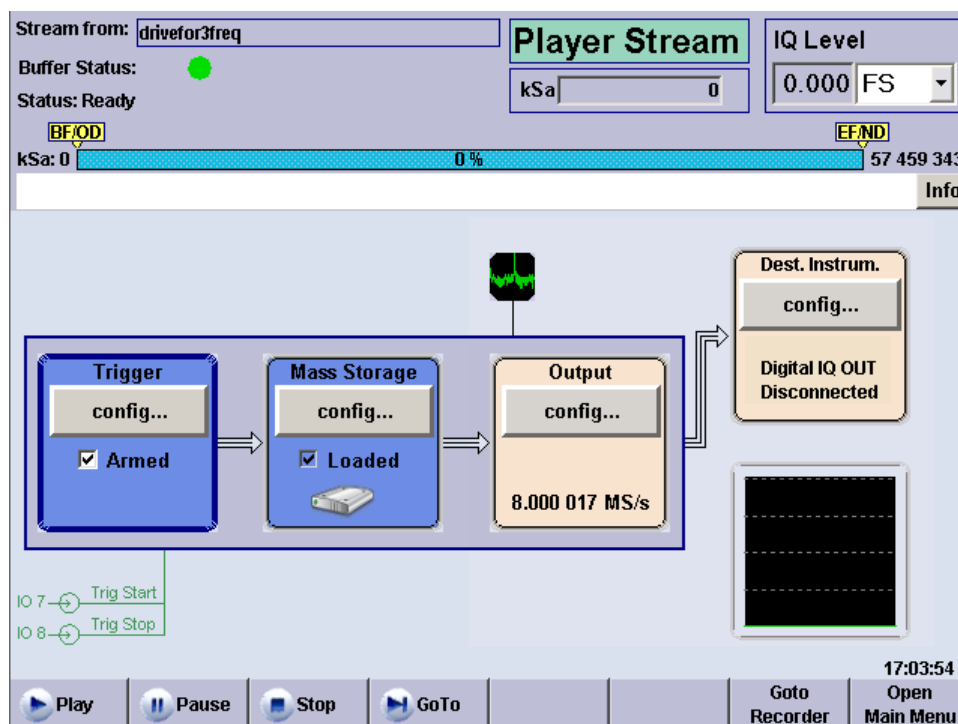 Stream from: drivefor3freq
Player Stream
IQ Level
Buffer Status:
kSa 0
0.000 FS
Status: Ready
BF/OD
EF/ND
kSa: 0
0 %
57 459 343
Info
Dest. Instrum.
config...
Digital IQ OUT
Disconnected
Trigger
config...
Armed
Mass Storage
config...
Loaded
Output
config...
8.000 017 MS/s
IO 7 Trig Start
IO 8 Trig Stop
17:03:54
Play
Pause
Stop
GoTo
Goto
Recorder
Open
Main Menu